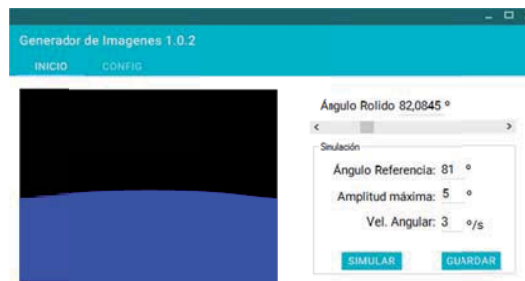 Generador de Imagenes 1.0.2
INICIO CONFIG
Ángulo Rolido 82,0845 º
Simulación
Ángulo Referencia: 81 º
Amplitud máxima: 5 º
Vel. Angular: 3 º/s
SIMULAR GUARDAR